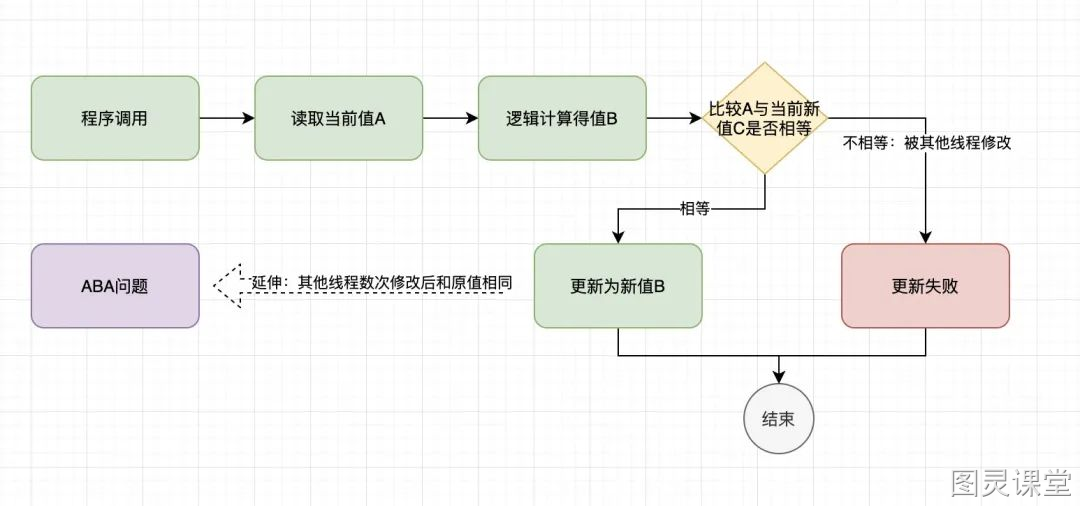 程序调用
读取当前值A
逻辑计算得值B
比较A与当前新
值C是否相等
不相等：被其他线程修改
相等
ABA问题
延伸：其他线程数次修改后和原值相同
更新为新值B
更新失败
结束
图灵课堂